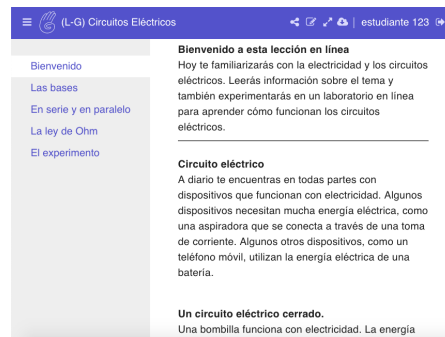 (L-G) Circuitos Eléctricos
| estudiante 123
Bienvenido
Las bases
En serie y en paralelo
La ley de Ohm
El experimento
Bienvenido a esta lección en línea
Hoy te familiarizarás con la electricidad y los circuitos
eléctricos. Leerás información sobre el tema y
también experimentarás en un laboratorio en línea
para aprender cómo funcionan los circuitos
eléctricos.
Circuito eléctrico
A diario te encuentras en todas partes con
dispositivos que funcionan con electricidad. Algunos
dispositivos necesitan mucha energía eléctrica, como
una aspiradora que se conecta a través de una toma
de corriente. Algunos otros dispositivos, como un
teléfono móvil, utilizan la energía eléctrica de una
batería.
Un circuito eléctrico cerrado.
Una bombilla funciona con electricidad. La energía